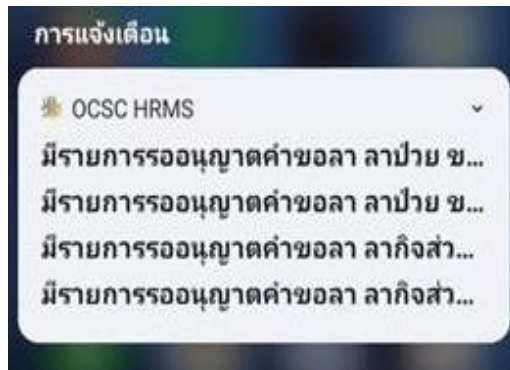 การแจ้งเตือน
OCSC HRMS
มีรายการรออนุญาตคำขอลา ลาป่วย ข...
มีรายการรออนุญาตคำขอลา ลาป่วย ข...
มีรายการรออนุญาตคำขอลา ลากิจส่ว...
มีรายการรออนุญาตคำขอลา ลากิจส่ว...